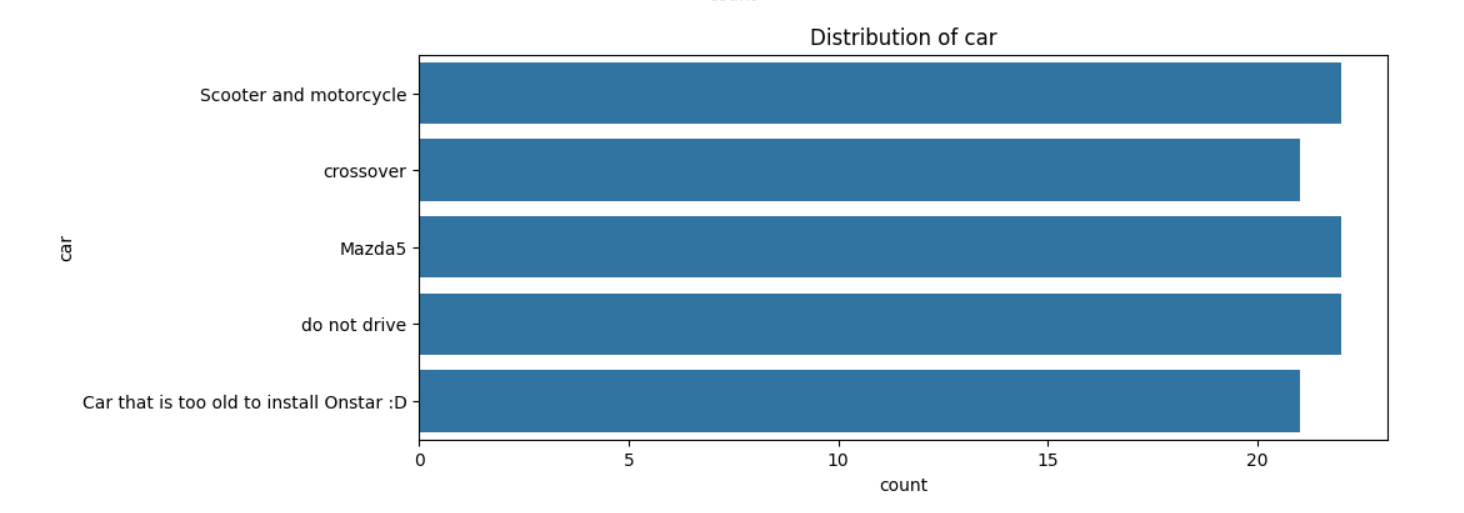 Distribution of car
Scooter and motorcycle
crossover
Mazda5
do not drive
Car that is too old to install Onstar :D
car
0 5 10 15 20
count